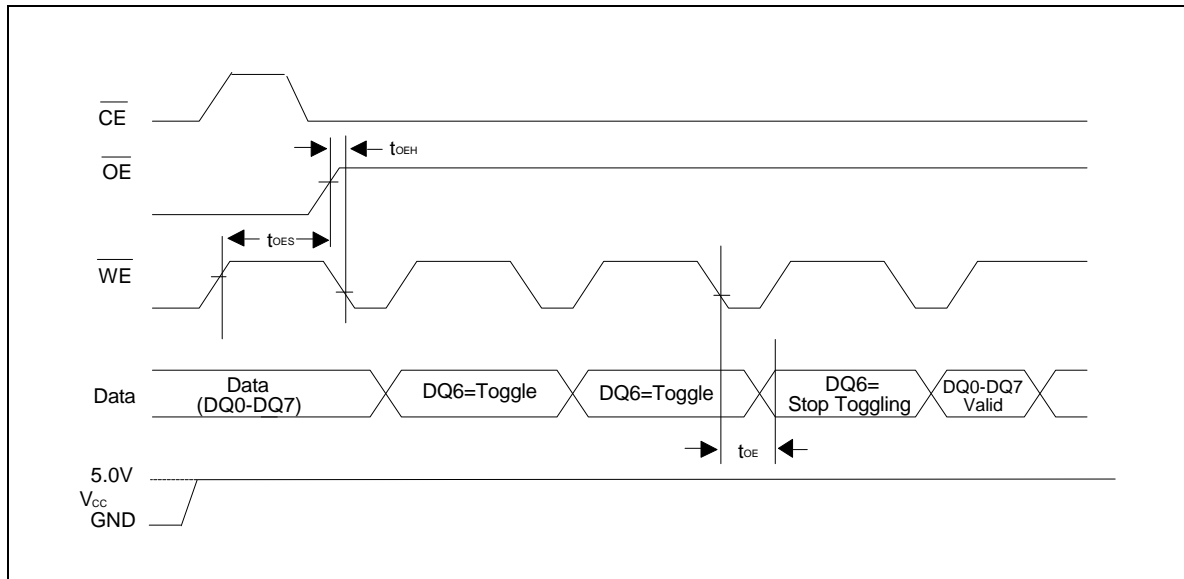 CE
tOEH
OE
tOES
WE
Data
Data
(DQ0-DQ7)
DQ6=Toggle
DQ6=Toggle
DQ6=
Stop Toggling
DQ0-DQ7
Valid
tOE
5.0V
VCC
GND